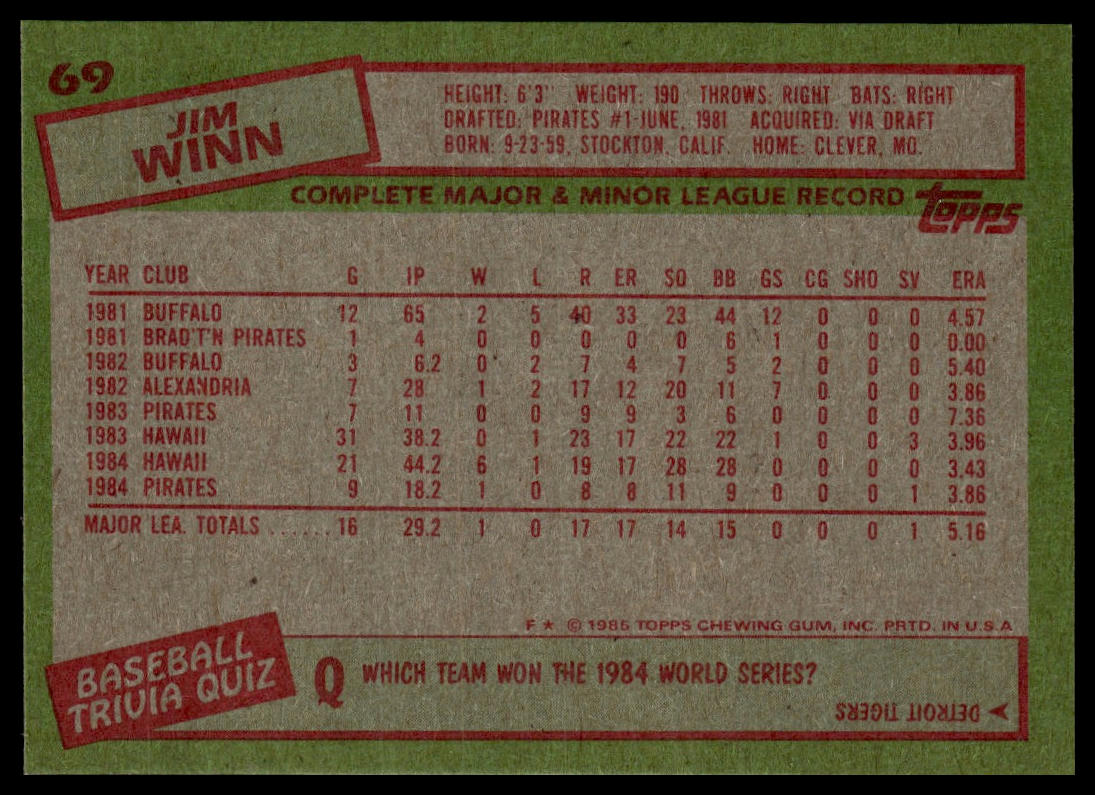 69
JIM
WINN
HEIGHT: 6'3" WEIGHT: 190 THROWS: RIGHT BATS: RIGHT
DRAFTED: PIRATES #1-JUNE, 1981 ACQUIRED: VIA DRAFT
BORN: 9-23-59, STOCKTON, CALIF. HOME: CLEVER, MO.
COMPLETE MAJOR & MINOR LEAGUE RECORD topps
YEAR CLUB G IP W L R ER SO BB GS CG SHO SV ERA
1981 BUFFALO 12 65 2 5 40 33 23 44 12 0 0 0 4.57
1981 BRAD'T'N PIRATES 1 4 0 0 0 0 0 6 1 0 0 0 0.00
1982 BUFFALO 3 6.2 0 2 7 4 7 5 2 0 0 0 5.40
1982 ALEXANDRIA 7 28 1 2 17 12 20 11 7 0 0 0 3.86
1983 PIRATES 7 11 0 0 9 9 3 6 0 0 0 0 7.36
1983 HAWAII 31 38.2 0 1 23 17 22 22 1 0 0 3 3.96
1984 HAWAII 21 44.2 6 1 19 17 28 28 0 0 0 0 3.43
1984 PIRATES 9 18.2 1 0 8 8 11 9 0 0 0 1 3.86
MAJOR LEA. TOTALS ...... 16 29.2 1 0 17 17 14 15 0 0 0 1 5.16
F ★ © 1985 TOPPS CHEWING GUM, INC. PRTD. IN U.S.A
BASEBALL
TRIVIA QUIZ
Q WHICH TEAM WON THE 1984 WORLD SERIES?
DETROIT TIGERS